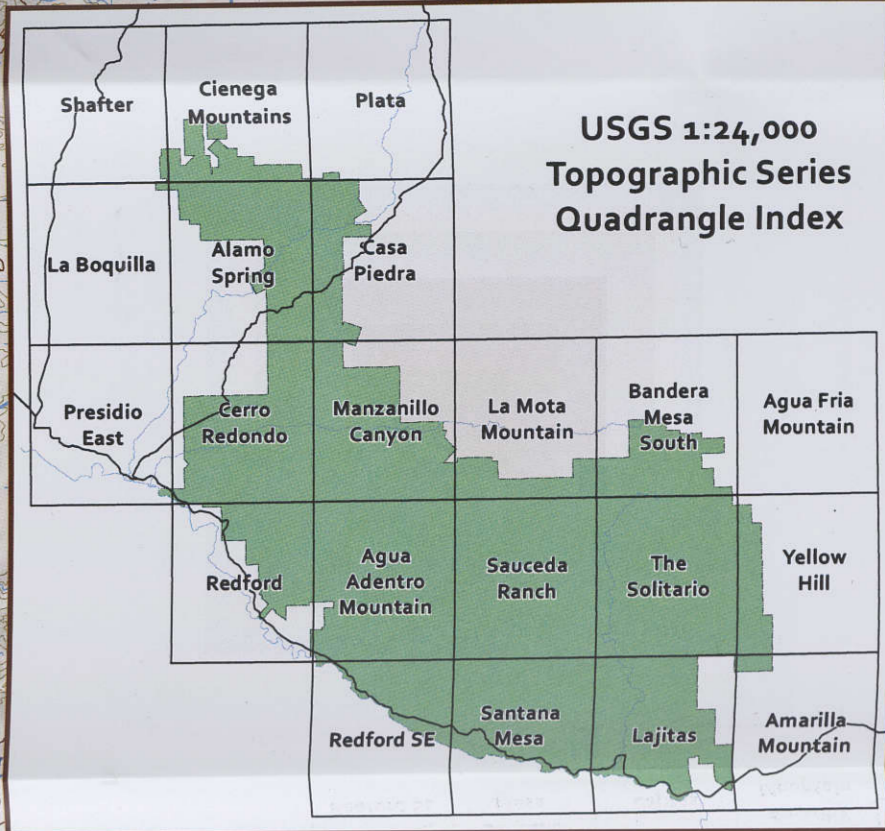 USGS 1:24,000
Topographic Series
Quadrangle Index
Shafter
Cienega
Mountains
Plata
La Boquilla
Alamo
Spring
Casa
Piedra
Presidio
East
Cerro
Redondo
Manzanillo
Canyon
La Mota
Mountain
Bandera
Mesa
South
Agua Fria
Mountain
Redford
Agua
Adentro
Mountain
Sauceda
Ranch
The
Solitario
Yellow
Hill
Redford SE
Santana
Mesa
Lajitas
Amarilla
Mountain